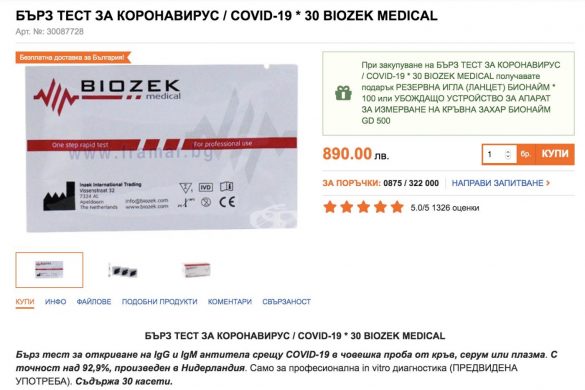 БЪРЗ ТЕСТ ЗА КОРОНАВИРУС / COVID-19 * 30 BIOZEK MEDICAL
Арт. №: 30087728
Безплатна доставка за България!
BIOZEK
medical
One step rapid test
For professional use
www.framar.bg
Inzek International Trading
Vissenstraat 32
7324 AL
Apeldoorn
The Netherlands
info@biozek.com
www.biozek.com
IVD
CE
При закупуване на БЪРЗ ТЕСТ ЗА КОРОНАВИРУС
/ COVID-19 * 30 BIOZEK MEDICAL получавате
подарък РЕЗЕРВНА ИГЛА (ЛАНЦЕТ) БИОНАЙМ *
100 или УБОЖДАЩО УСТРОЙСТВО ЗА АПАРАТ
ЗА ИЗМЕРВАНЕ НА КРЪВНА ЗАХАР БИОНАЙМ
GD 500
890.00 лв.
1 бр. КУПИ
ЗА ПОРЪЧКИ: 0875 / 322 000 НАПРАВИ ЗАПИТВАНЕ >
5.0/5 1326 оценки
КУПИ ИНФО ФАЙЛОВЕ ПОДОБНИ ПРОДУКТИ КОМЕНТАРИ СВЪРЗАНОСТ
БЪРЗ ТЕСТ ЗА КОРОНАВИРУС / COVID-19 * 30 BIOZEK MEDICAL
Бърз тест за откриване на IgG и IgM антитела срещу COVID-19 в човешка проба от кръв, серум или плазма. С
точност над 92,9%, произведен в Нидерландия. Само за професионална in vitro диагностика (ПРЕДВИДЕНА
УПОТРЕБА). Съдържа 30 касети.